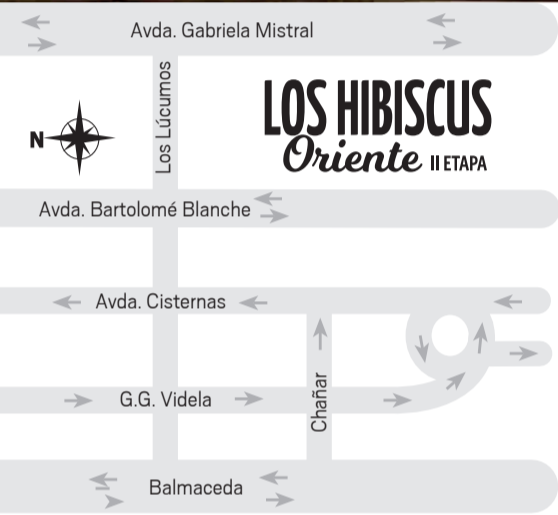 Avda. Gabriela Mistral
Los Lúcumos
LOS HIBISCUS
Oriente II ETAPA
N
Avda. Bartolomé Blanche
Avda. Cisternas
G.G. Videla
Chañar
Balmaceda